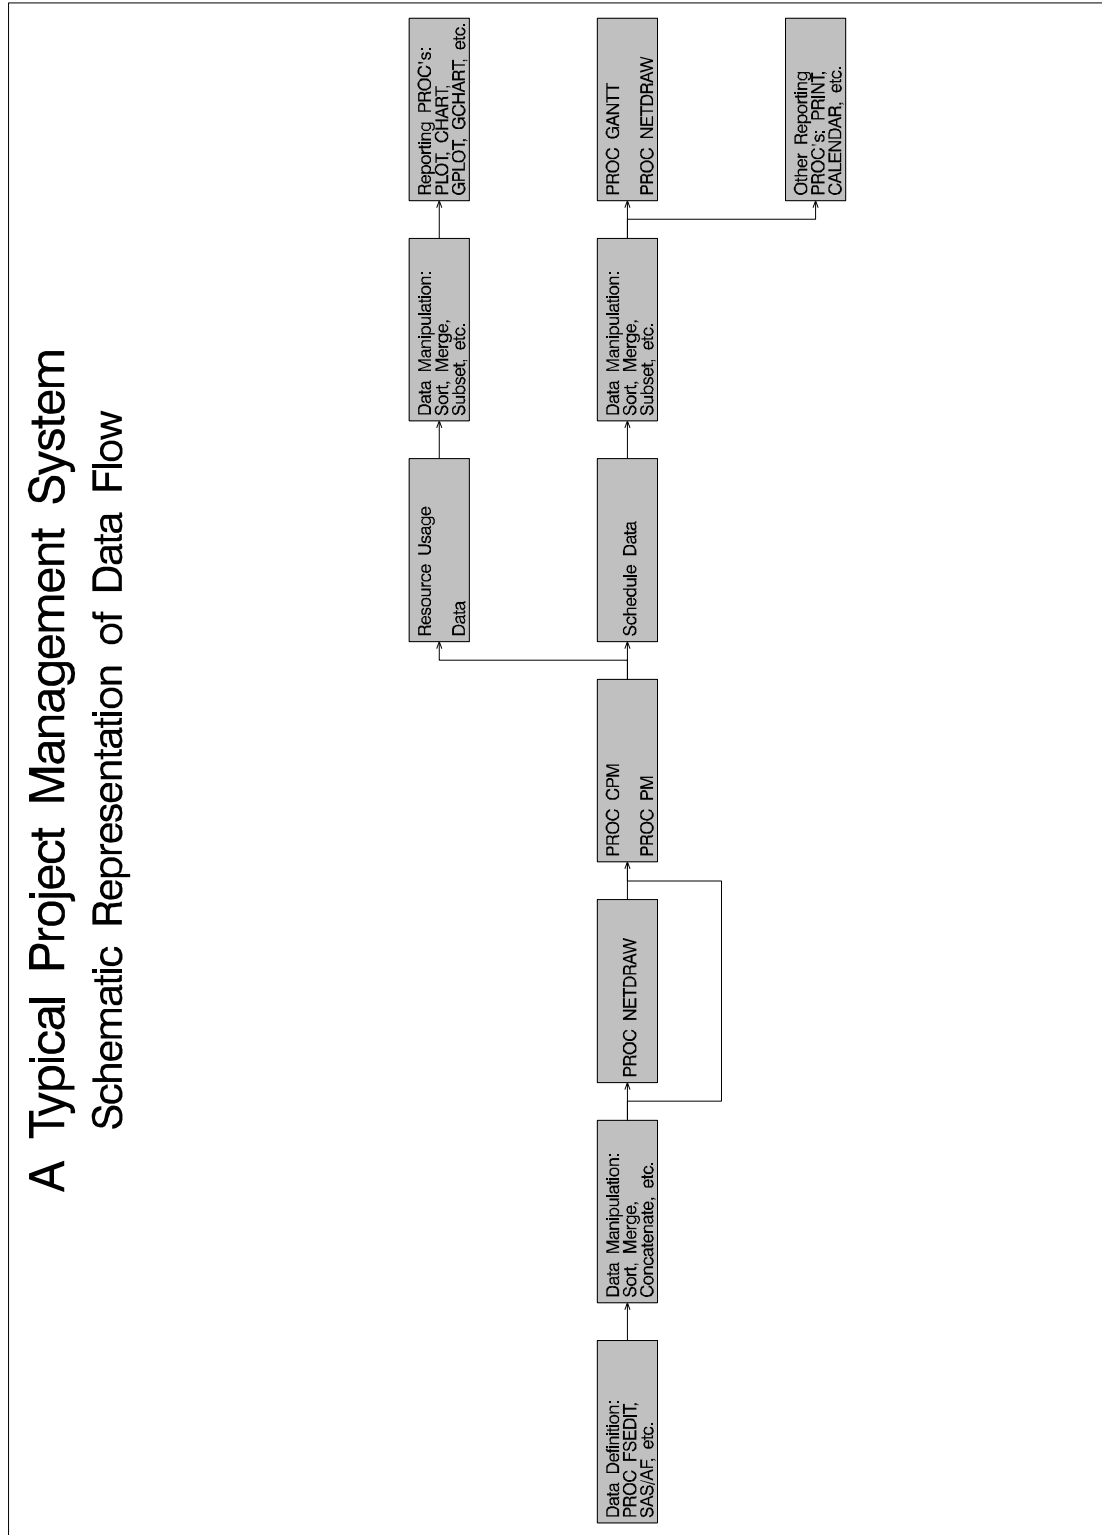 A Typical Project Management System
Schematic Representation of Data Flow
Data Definition:
PROC FSEDIT,
SAS/AF, etc.
Data Manipulation:
Sort, Merge,
Concatenate, etc.
PROC NETDRAW
PROC CPM
PROC PM
Resource Usage
Data
Data Manipulation:
Sort, Merge,
Subset, etc.
Reporting PROC's:
PLOT, CHART,
GPLOT, GCHART, etc.
Schedule Data
Data Manipulation:
Sort, Merge,
Subset, etc.
PROC GANTT
PROC NETDRAW
Other Reporting
PROC's: PRINT,
CALENDAR, etc.